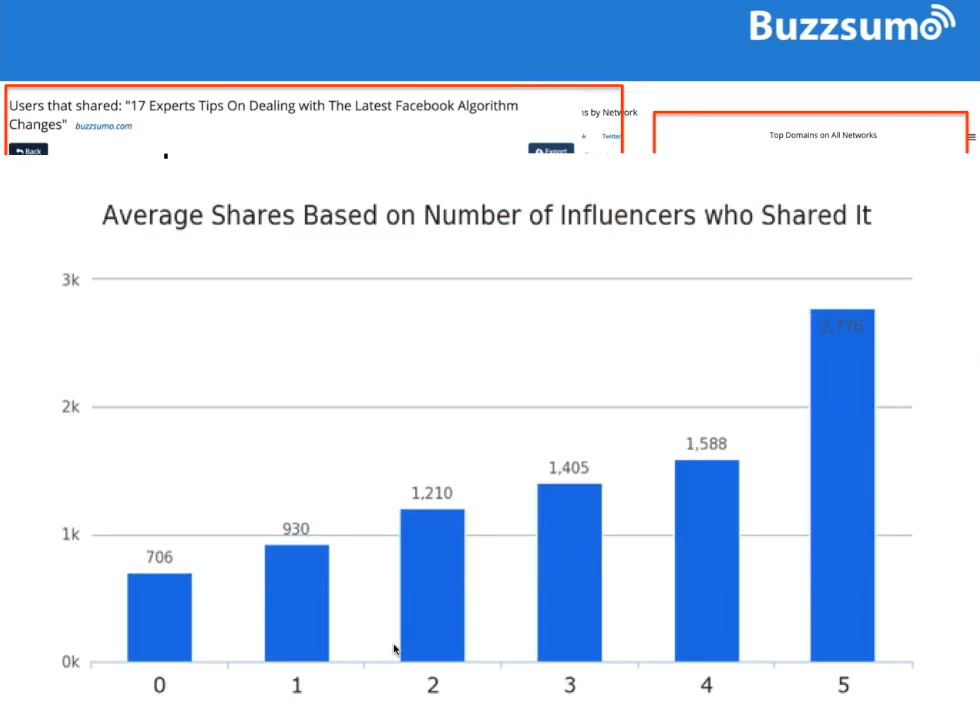 Buzzsumo
Users that shared: "17 Experts Tips On Dealing with The Latest Facebook Algorithm
Changes" buzzsumo.com
Back
Export
by Network
Top Domains on All Networks
Average Shares Based on Number of Influencers who Shared It
3k
2,776
2k
1,588
1,405
1,210
1k
930
706
0k
0 1 2 3 4 5